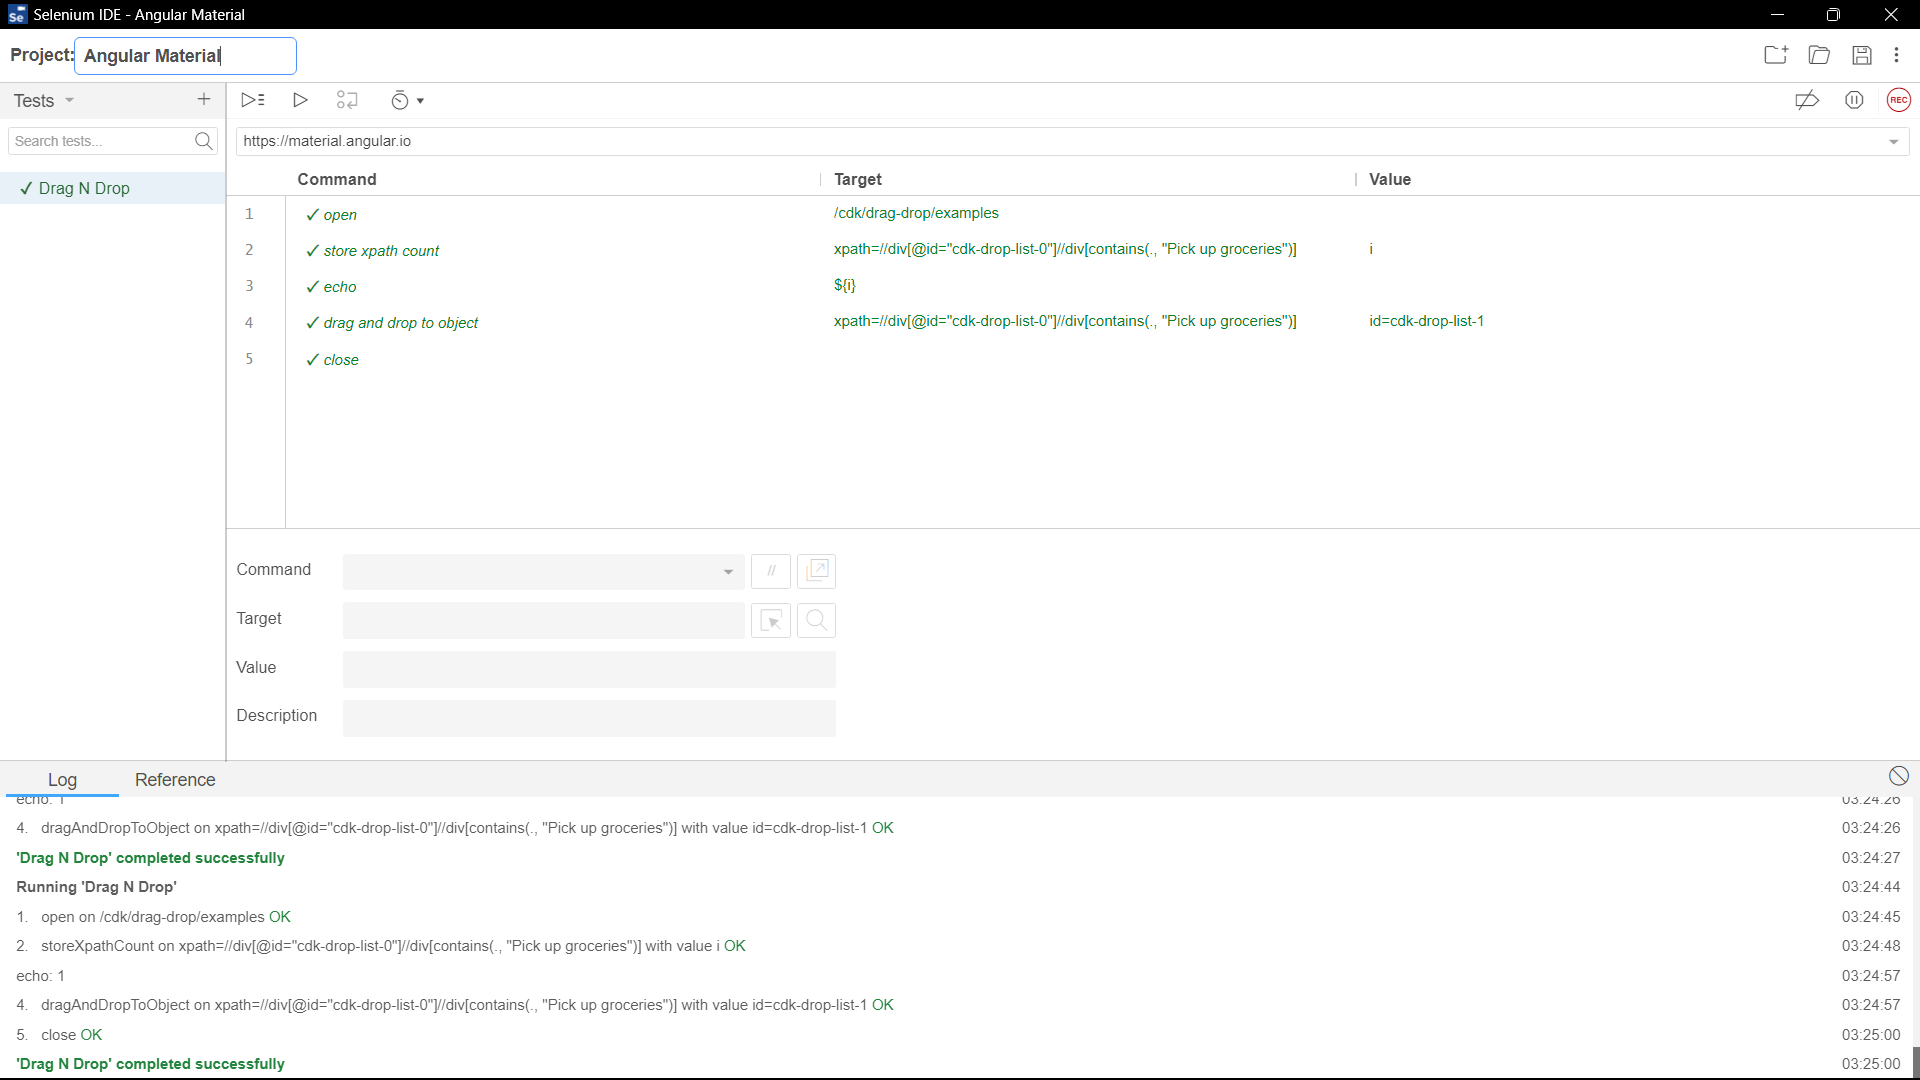 Selenium IDE - Angular Material
Project: Angular Material
Tests
Search tests...
✓ Drag N Drop
REC
https://material.angular.io
Command Target Value
1 ✓ open /cdk/drag-drop/examples
2 ✓ store xpath count xpath=//div[@id="cdk-drop-list-0"]//div[contains(., "Pick up groceries")] i
3 ✓ echo ${i}
4 ✓ drag and drop to object xpath=//div[@id="cdk-drop-list-0"]//div[contains(., "Pick up groceries")] id=cdk-drop-list-1
5 ✓ close
Command //
Target
Value
Description
Log Reference
echo: 1 03:24:26
4. dragAndDropToObject on xpath=//div[@id="cdk-drop-list-0"]//div[contains(., "Pick up groceries")] with value id=cdk-drop-list-1 OK 03:24:26
'Drag N Drop' completed successfully 03:24:27
Running 'Drag N Drop' 03:24:44
1. open on /cdk/drag-drop/examples OK 03:24:45
2. storeXpathCount on xpath=//div[@id="cdk-drop-list-0"]//div[contains(., "Pick up groceries")] with value i OK 03:24:48
echo: 1 03:24:57
4. dragAndDropToObject on xpath=//div[@id="cdk-drop-list-0"]//div[contains(., "Pick up groceries")] with value id=cdk-drop-list-1 OK 03:24:57
5. close OK 03:25:00
'Drag N Drop' completed successfully 03:25:00